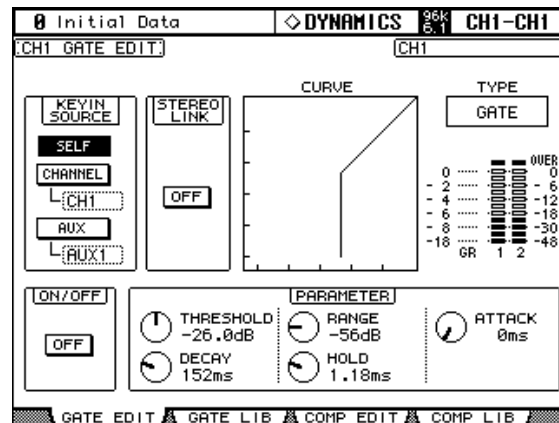 0 Initial Data
DYNAMICS
96k
6.1
CH1-CH1
CH1 GATE EDIT
CH1
KEYIN
SOURCE
SELF
CHANNEL
CH1
AUX
AUX1
STEREO
LINK
OFF
CURVE
TYPE
GATE
OVER
0 0
- 2 - 6
- 4 -12
- 6 -18
- 8 -30
-18 -48
GR 1 2
ON/OFF
OFF
PARAMETER
THRESHOLD
-26.0dB
RANGE
-56dB
ATTACK
0ms
DECAY
152ms
HOLD
1.18ms
GATE EDIT
GATE LIB
COMP EDIT
COMP LIB